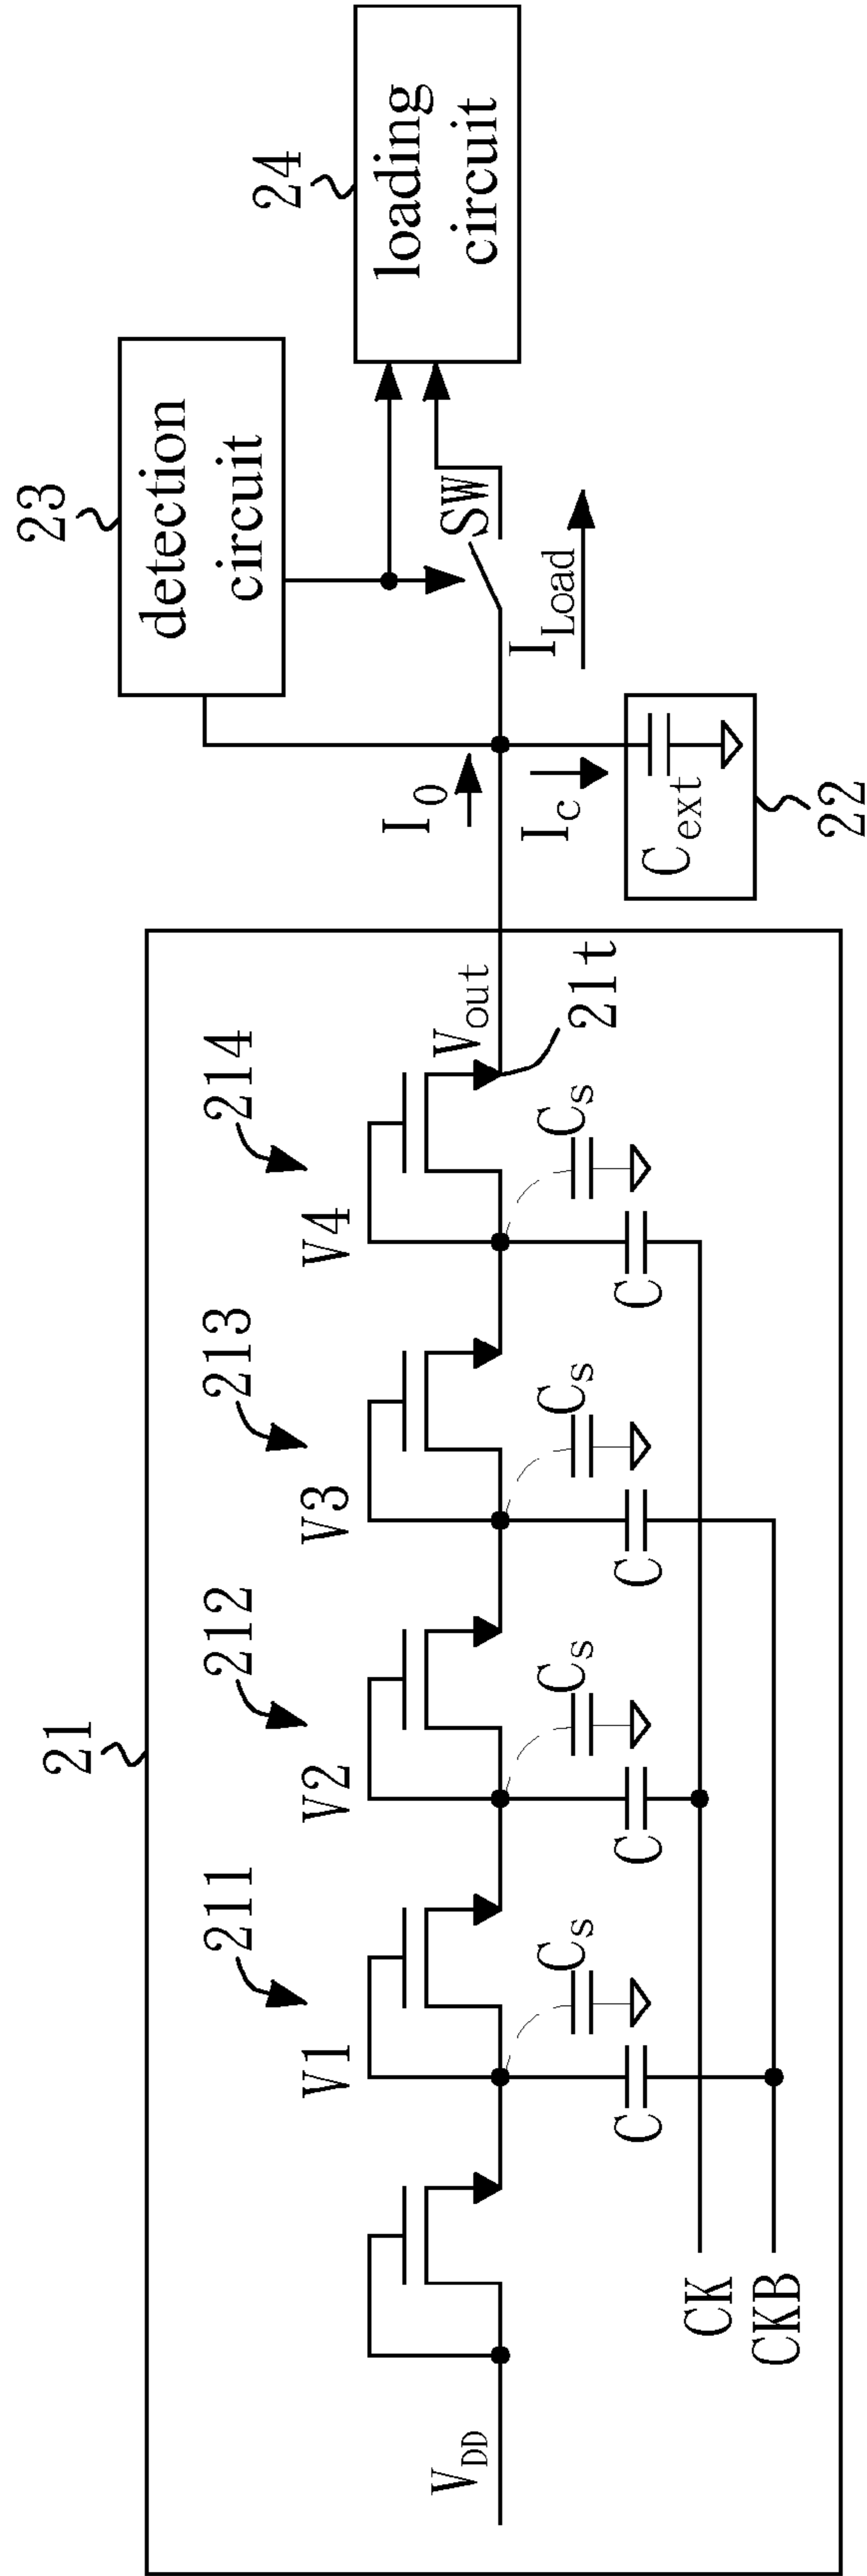 21
211
212
213
214
V1
V2
V3
V4
V_DD
V_out
21t
C_s
C_s
C_s
C_s
C
C
C
C
CK
CKB
23
detection
circuit
24
loading
circuit
I_0
I_c
SW
I_Load
C_ext
22